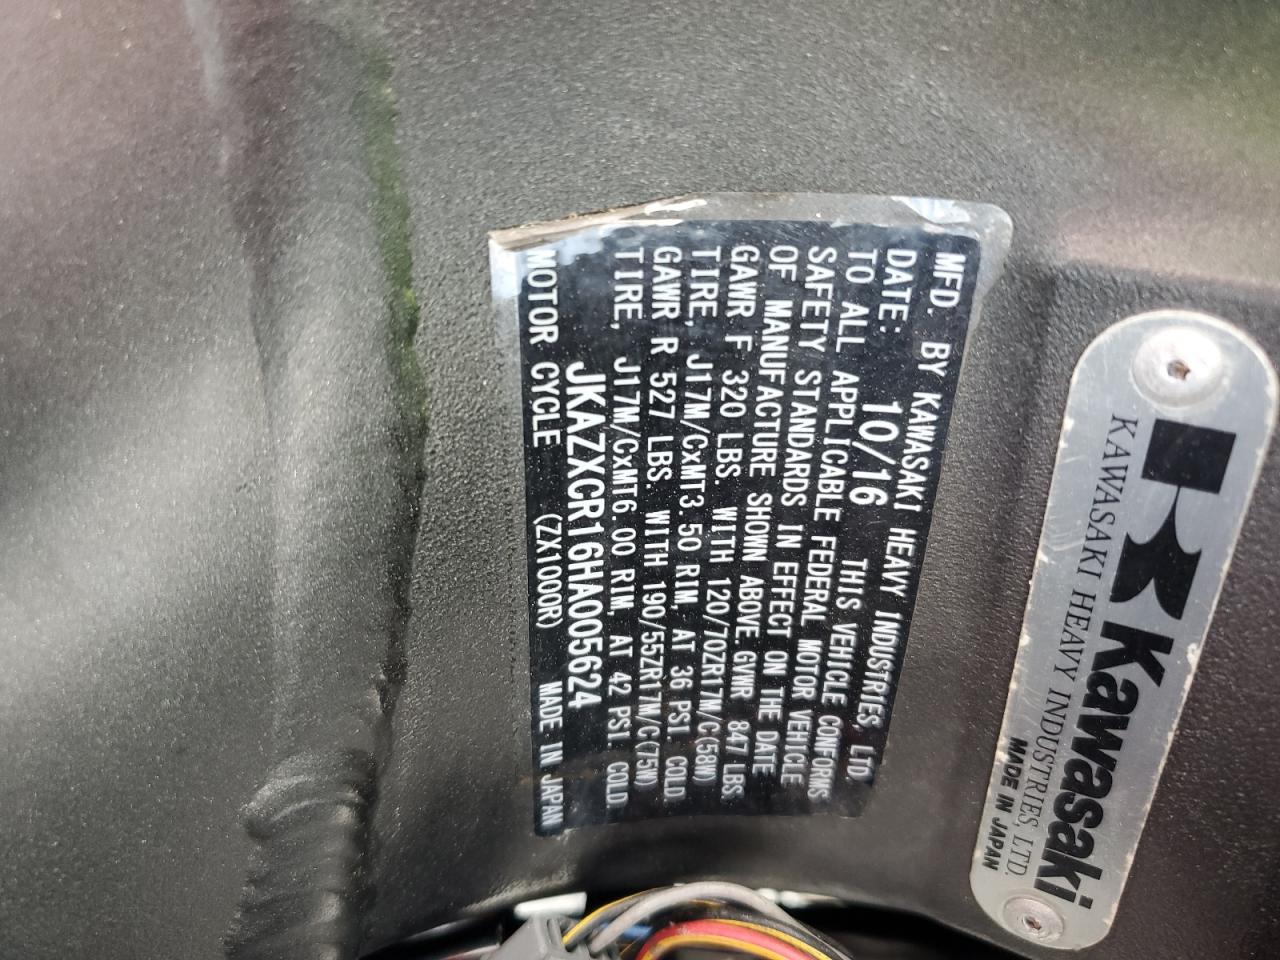 MFD. BY KAWASAKI HEAVY INDUSTRIES, LTD.
DATE: 10/16 THIS VEHICLE CONFORMS
TO ALL APPLICABLE FEDERAL MOTOR VEHICLE
SAFETY STANDARDS IN EFFECT ON THE DATE
OF MANUFACTURE SHOWN ABOVE. GVWR 847 LBS.
GAWR F 320 LBS. WITH 120/70ZR17M/C(58W)
TIRE, J17M/CxMT3.50 RIM, AT 36 PSI. COLD
GAWR R 527 LBS. WITH 190/55ZR17M/C(75W)
TIRE, J17M/CxMT6.00 RIM, AT 42 PSI. COLD
JKAZXCR16HA005624
MOTOR CYCLE (ZX1000R) MADE IN JAPAN
Kawasaki
KAWASAKI HEAVY INDUSTRIES, LTD.
MADE IN JAPAN